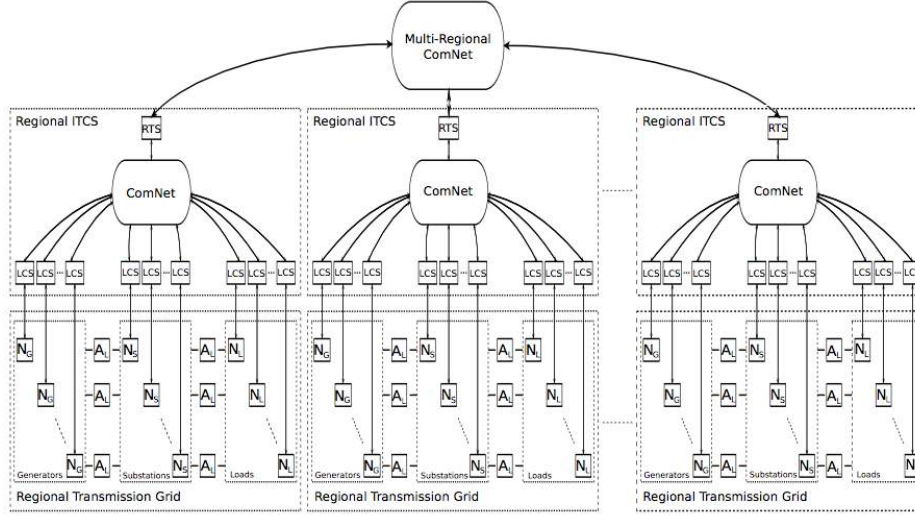 Multi-Regional
ComNet
Regional ITCS
RTS
Regional ITCS
RTS
Regional ITCS
RTS
ComNet
ComNet
ComNet
LCS LCS ... LCS LCS LCS ... LCS LCS LCS ... LCS
LCS LCS ... LCS LCS LCS ... LCS LCS LCS ... LCS
LCS LCS ... LCS LCS LCS ... LCS LCS LCS ... LCS
NG AL NS AL NL
NG AL NS AL NL
NG AL NS AL NL
NG AL NS AL NL
NG AL NS AL NL
NG AL NS AL NL
NG AL NS AL NL
NG AL NS AL NL
NG AL NS AL NL
Generators Substations Loads
Generators Substations Loads
Generators Substations Loads
Regional Transmission Grid
Regional Transmission Grid
Regional Transmission Grid